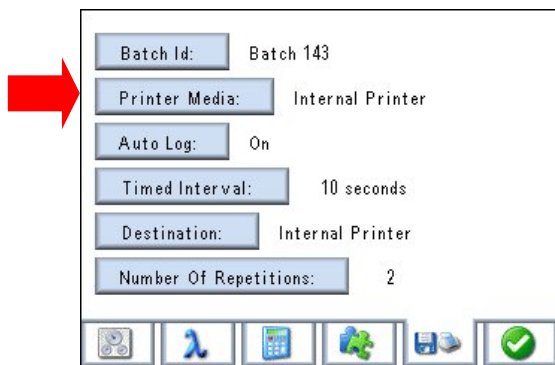 Batch Id: Batch 143
Printer Media: Internal Printer
Auto Log: On
Timed Interval: 10 seconds
Destination: Internal Printer
Number Of Repetitions: 2
λ